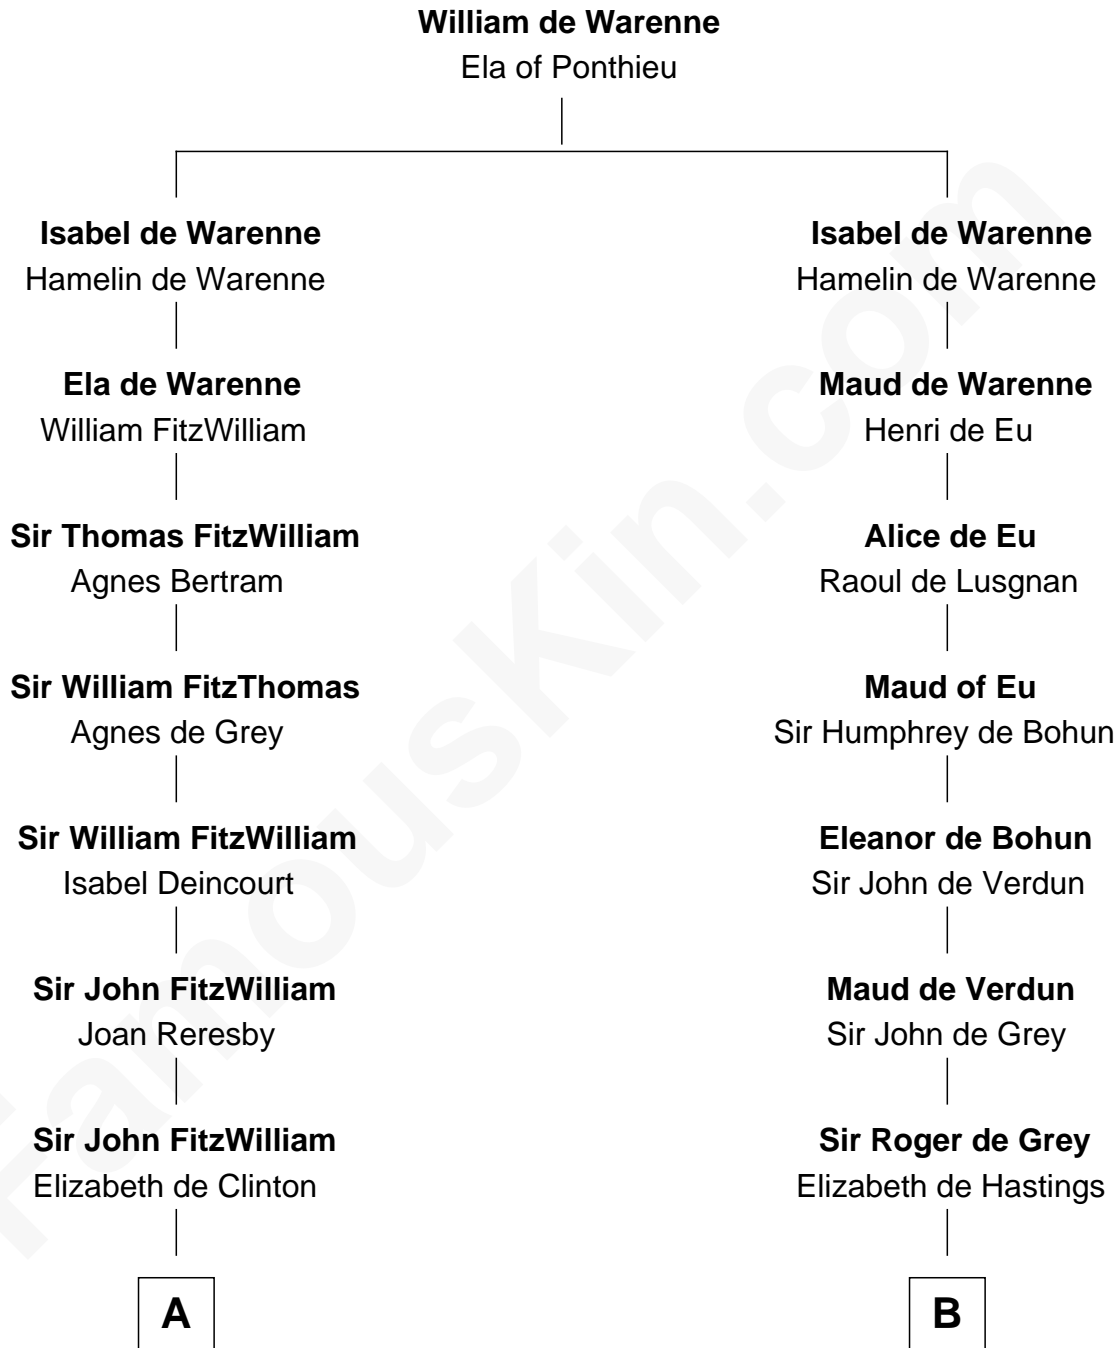 William de Warenne
Ela of Ponthieu
Isabel de Warenne
Hamelin de Warenne
Ela de Warenne
William FitzWilliam
Sir Thomas FitzWilliam
Agnes Bertram
Sir William FitzThomas
Agnes de Grey
Sir William FitzWilliam
Isabel Deincourt
Sir John FitzWilliam
Joan Reresby
Sir John FitzWilliam
Elizabeth de Clinton
A
Isabel de Warenne
Hamelin de Warenne
Maud de Warenne
Henri de Eu
Alice de Eu
Raoul de Lusgnan
Maud of Eu
Sir Humphrey de Bohun
Eleanor de Bohun
Sir John de Verdun
Maud de Verdun
Sir John de Grey
Sir Roger de Grey
Elizabeth de Hastings
B
FamousKin.com